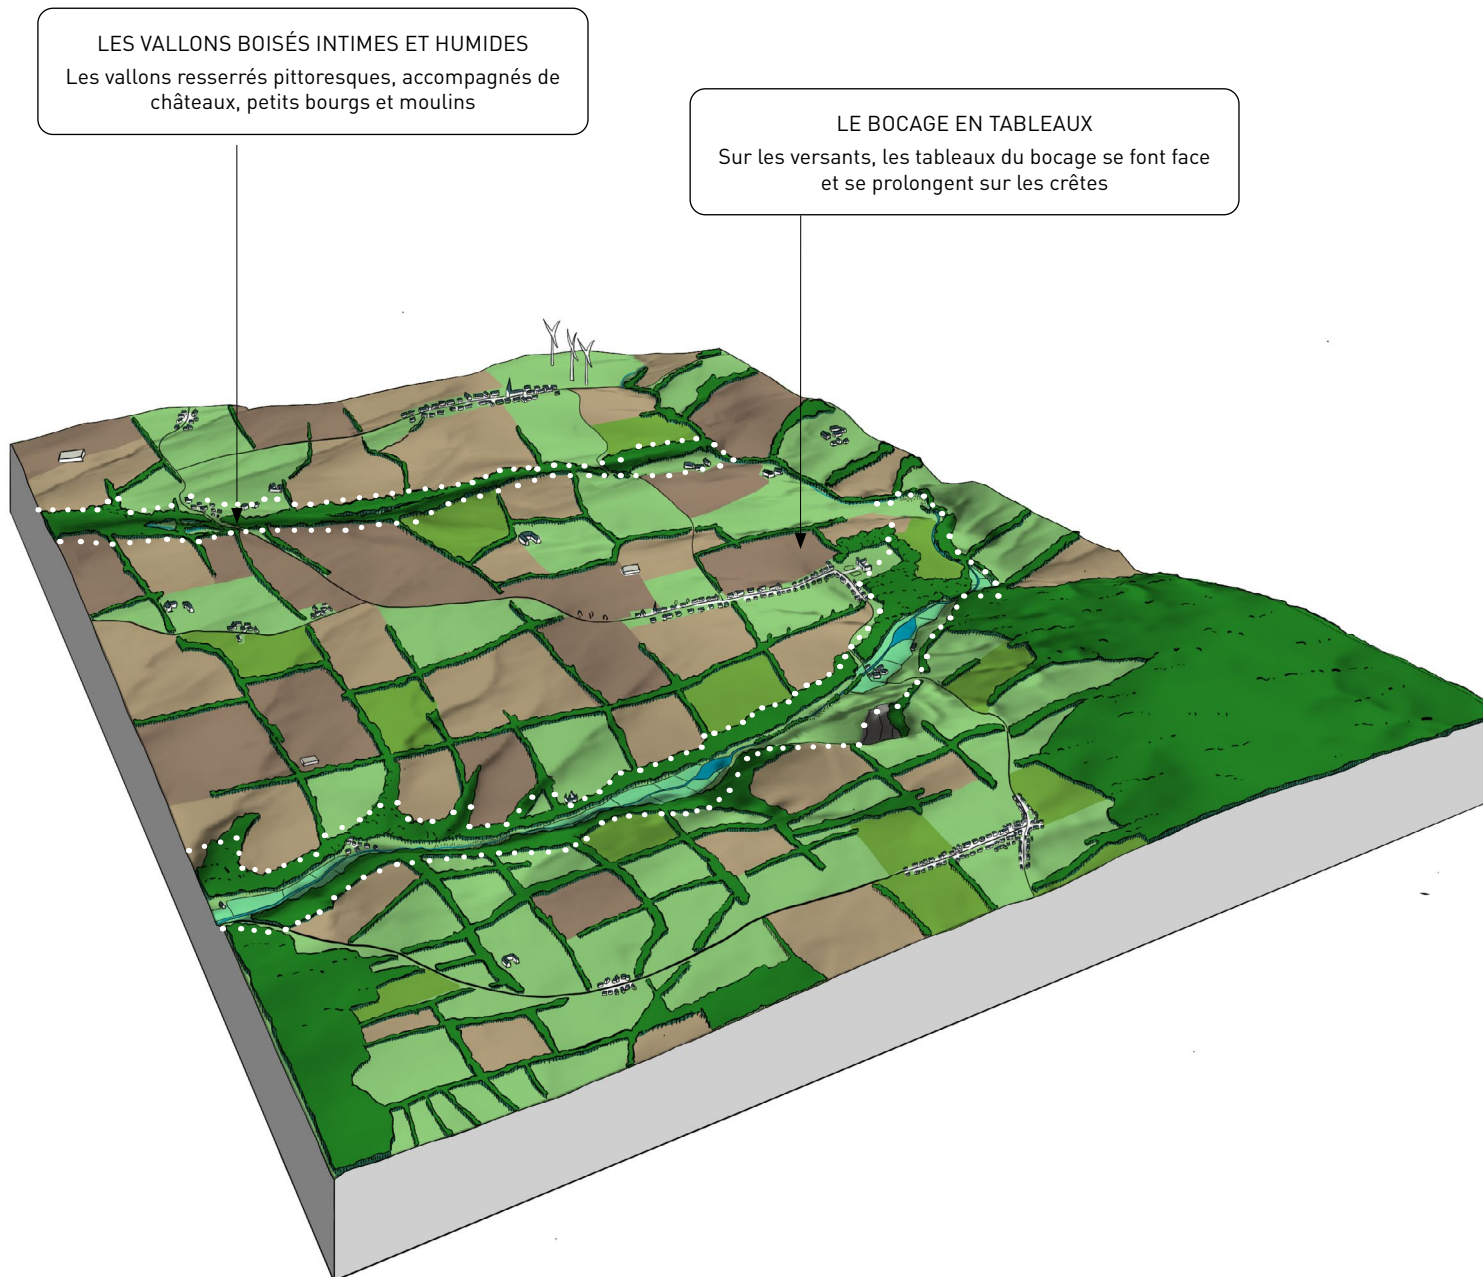 LES VALLONS BOISÉS INTIMES ET HUMIDES
Les vallons resserrés pittoresques, accompagnés de
châteaux, petits bourgs et moulins
LE BOCAGE EN TABLEAUX
Sur les versants, les tableaux du bocage se font face
et se prolongent sur les crêtes